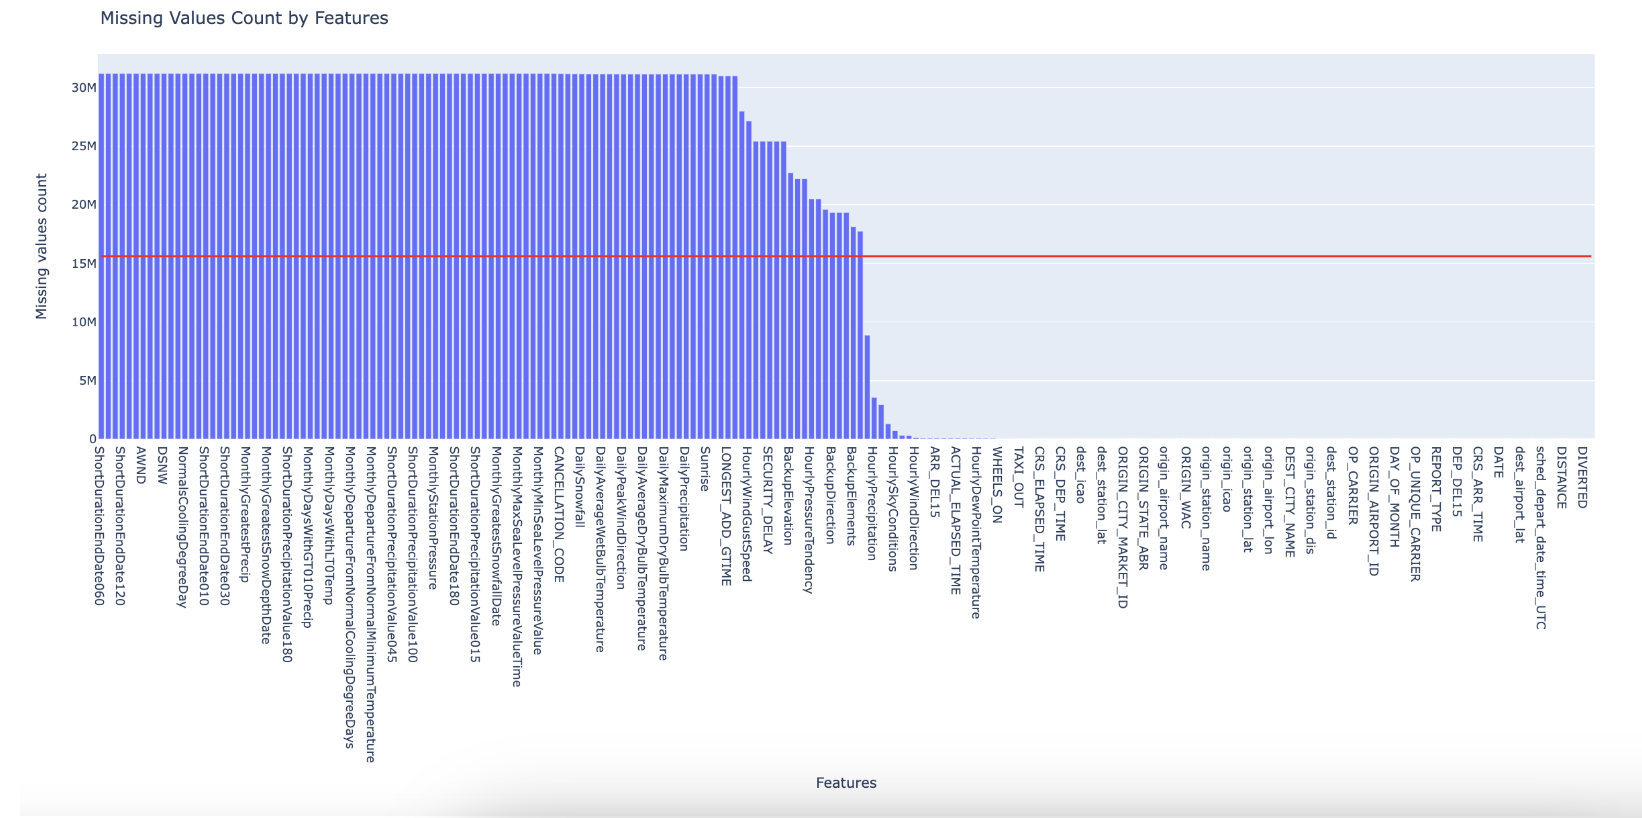 Missing Values Count by Features
Missing values count
30M
25M
20M
15M
10M
5M
0
ShortDurationEndDate060
ShortDurationEndDate120
AWND
DSNW
NormalsCoolingDegreeDay
ShortDurationEndDate010
ShortDurationEndDate030
MonthlyGreatestPrecip
MonthlyGreatestSnowDepthDate
ShortDurationPrecipitationValue180
MonthlyDaysWithGT010Precip
MonthlyDaysWithLT0Temp
MonthlyDepartureFromNormalCoolingDegreeDays
MonthlyDepartureFromNormalMinimumTemperature
ShortDurationPrecipitationValue045
ShortDurationPrecipitationValue100
MonthlyStationPressure
ShortDurationEndDate180
ShortDurationPrecipitationValue015
MonthlyGreatestSnowfallDate
MonthlyMaxSeaLevelPressureValueTime
MonthlyMinSeaLevelPressureValue
CANCELLATION_CODE
DailySnowfall
DailyAverageWetBulbTemperature
DailyPeakWindDirection
DailyAverageDryBulbTemperature
DailyMaximumDryBulbTemperature
DailyPrecipitation
Sunrise
LONGEST_ADD_GTIME
HourlyWindGustSpeed
SECURITY_DELAY
BackupElevation
HourlyPressureTendency
BackupDirection
BackupElements
HourlyPrecipitation
HourlySkyConditions
HourlyWindDirection
ARR_DEL15
ACTUAL_ELAPSED_TIME
HourlyDewPointTemperature
WHEELS_ON
TAXI_OUT
CRS_ELAPSED_TIME
CRS_DEP_TIME
dest_icao
dest_station_lat
ORIGIN_CITY_MARKET_ID
ORIGIN_STATE_ABR
origin_airport_name
ORIGIN_WAC
origin_station_name
origin_icao
origin_station_lat
origin_airport_lon
DEST_CITY_NAME
origin_station_dis
dest_station_id
OP_CARRIER
ORIGIN_AIRPORT_ID
DAY_OF_MONTH
OP_UNIQUE_CARRIER
REPORT_TYPE
DEP_DEL15
CRS_ARR_TIME
DATE
dest_airport_lat
sched_depart_date_time_UTC
DISTANCE
DIVERTED
Features